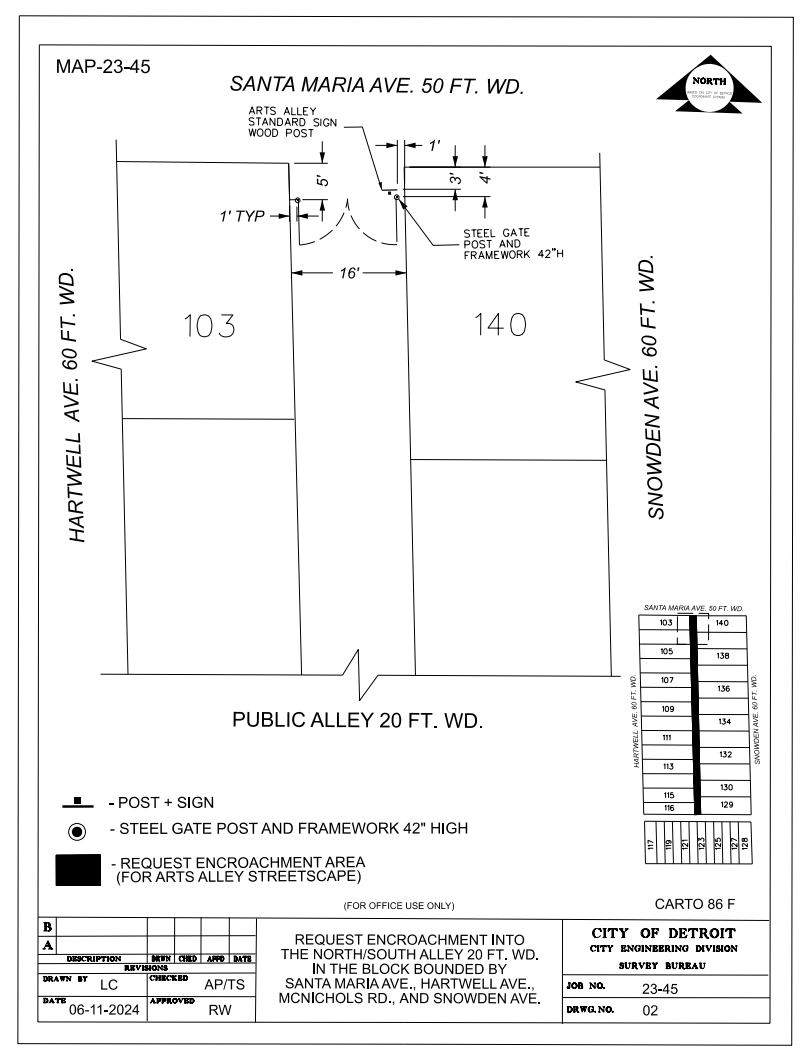 MAP-23-45
SANTA MARIA AVE. 50 FT. WD.
NORTH
ARTS ALLEY
STANDARD SIGN
WOOD POST
1'
5'
3'
4'
1' TYP
STEEL GATE
POST AND
FRAMEWORK 42"H
16'
HARTWELL AVE. 60 FT. WD.
103
140
SNOWDEN AVE. 60 FT. WD.
PUBLIC ALLEY 20 FT. WD.
SANTA MARIA AVE. 50 FT. WD.
103 140
105 138
107 136
109 134
111 132
113 130
115 129
116
HARTWELL AVE. 60 FT. WD.
SNOWDEN AVE. 60 FT. WD.
117 119 121 123 125 127 128
- POST + SIGN
- STEEL GATE POST AND FRAMEWORK 42" HIGH
- REQUEST ENCROACHMENT AREA
(FOR ARTS ALLEY STREETSCAPE)
(FOR OFFICE USE ONLY)
CARTO 86 F
B
A
DESCRIPTION DRWN CHKD APPD DATE
REVISIONS
DRAWN BY LC CHECKED AP/TS
DATE 06-11-2024 APPROVED RW
REQUEST ENCROACHMENT INTO
THE NORTH/SOUTH ALLEY 20 FT. WD.
IN THE BLOCK BOUNDED BY
SANTA MARIA AVE., HARTWELL AVE.,
MCNICHOLS RD., AND SNOWDEN AVE.
CITY OF DETROIT
CITY ENGINEERING DIVISION
SURVEY BUREAU
JOB NO. 23-45
DRWG. NO. 02